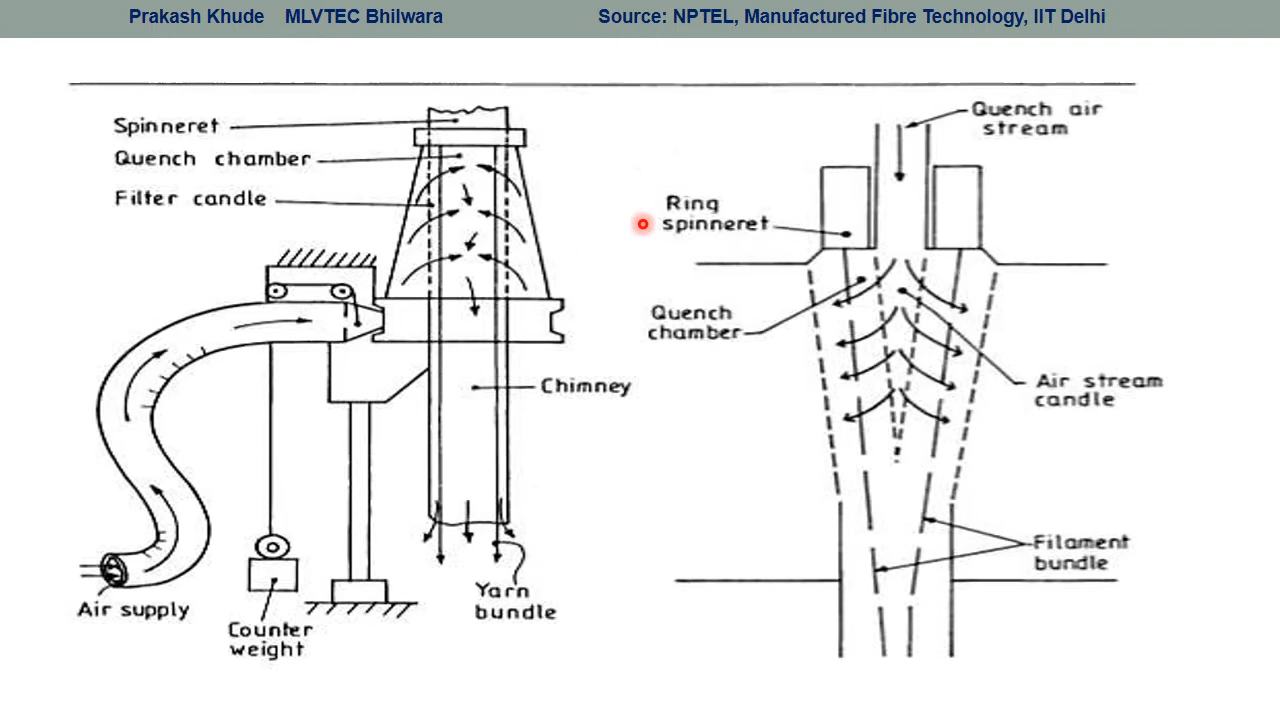 Prakash Khude MLVTEC Bhilwara
Source: NPTEL, Manufactured Fibre Technology, IIT Delhi
Spinneret
Quench chamber
Filter candle
Chimney
Air supply
Counter
weight
Yarn
bundle
Quench air
stream
Ring
spinneret
Quench
chamber
Air stream
candle
Filament
bundle